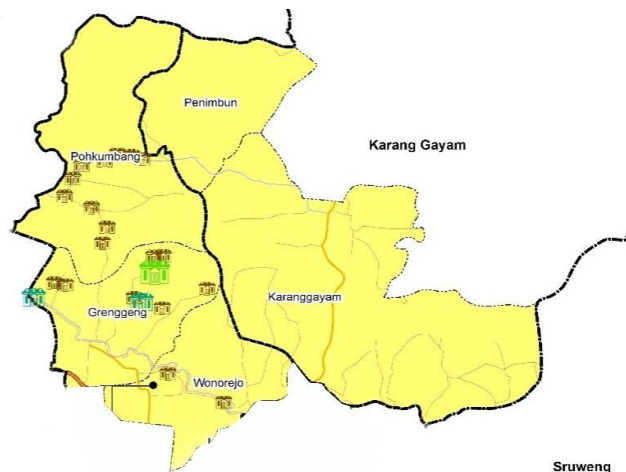 Penimbun
Karang Gayam
Pohkumbang
Karanggayam
Grenggeng
Wonorejo
Sruweng